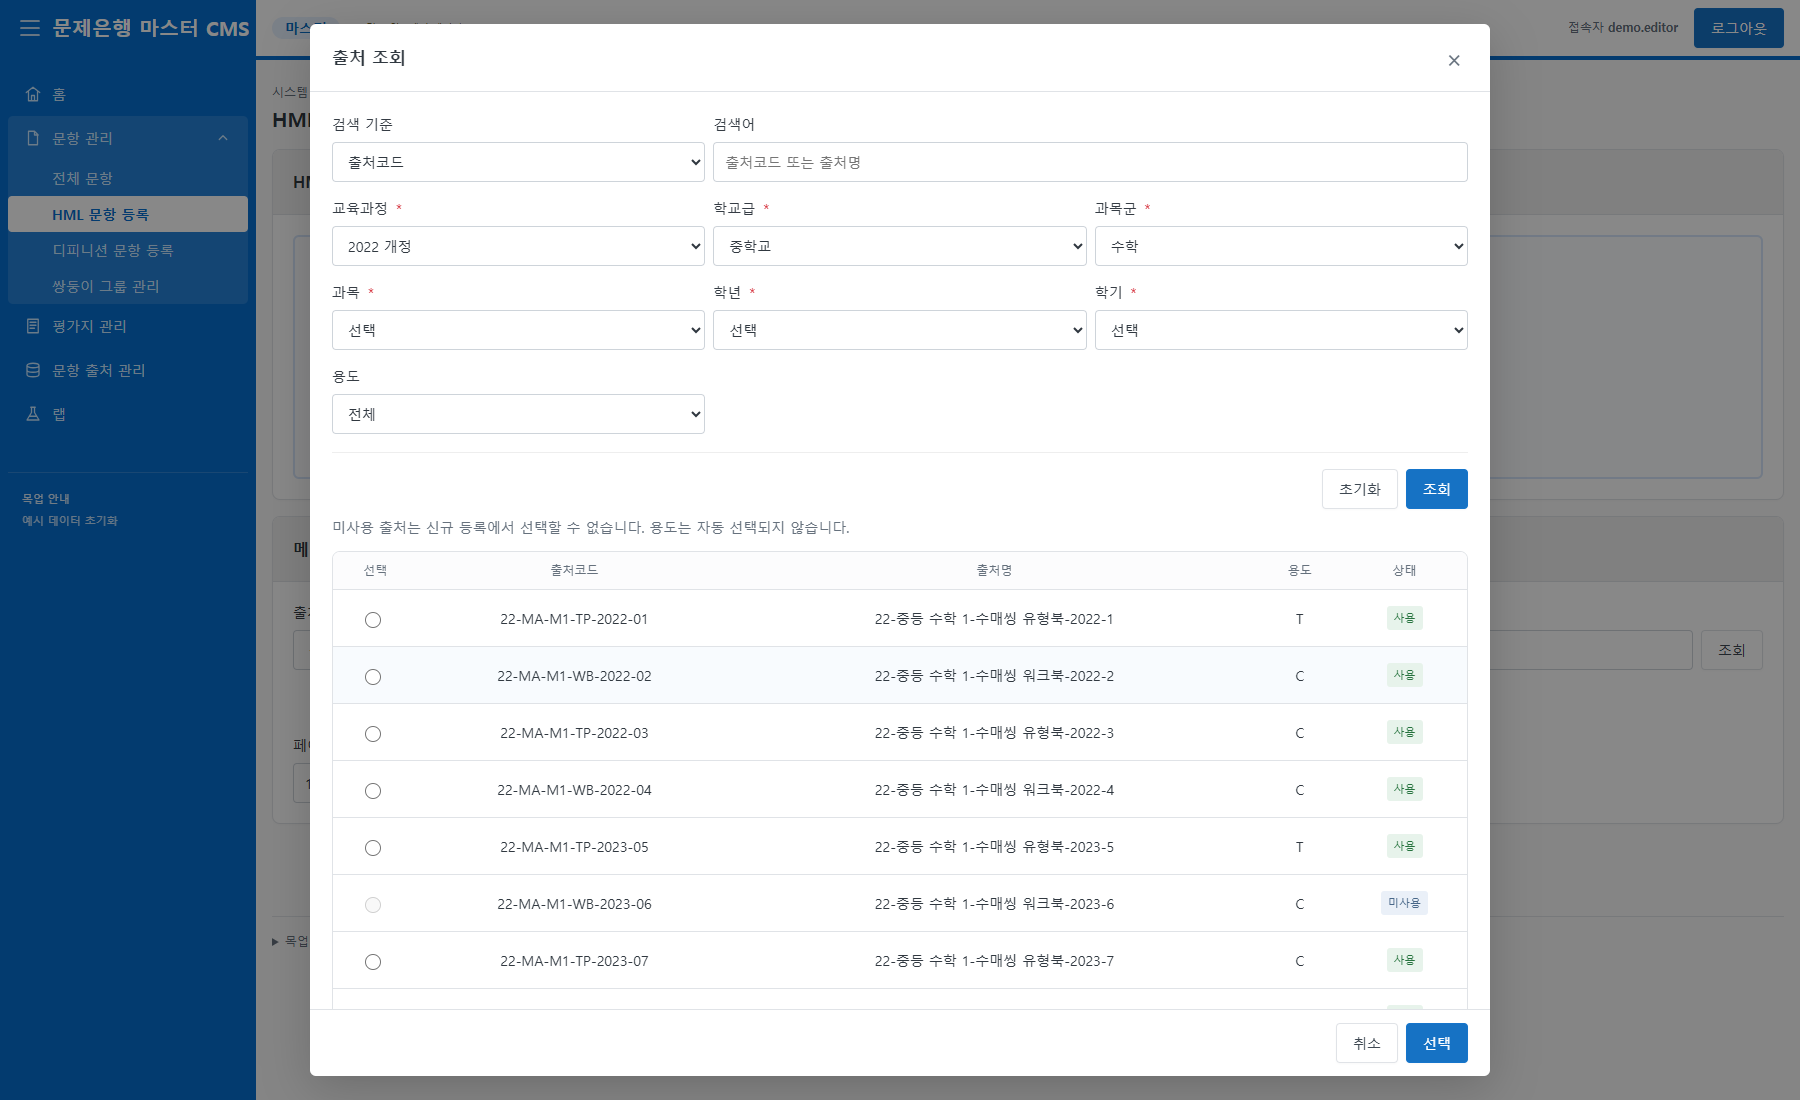 문제은행 마스터 CMS
홈
문항 관리
전체 문항
HML 문항 등록
디피니션 문항 등록
쌍둥이 그룹 관리
평가지 관리
문항 출처 관리
랩
목업 안내
예시 데이터 초기화
접속자 demo.editor
로그아웃
시스템
조회
목업
출처 조회
검색 기준
검색어
출처코드
출처코드 또는 출처명
교육과정 *
학교급 *
과목군 *
2022 개정
중학교
수학
과목 *
학년 *
학기 *
선택
선택
선택
용도
전체
초기화
조회
미사용 출처는 신규 등록에서 선택할 수 없습니다. 용도는 자동 선택되지 않습니다.
선택 출처코드 출처명 용도 상태
22-MA-M1-TP-2022-01 22-중등 수학 1-수매씽 유형북-2022-1 T 사용
22-MA-M1-WB-2022-02 22-중등 수학 1-수매씽 워크북-2022-2 C 사용
22-MA-M1-TP-2022-03 22-중등 수학 1-수매씽 유형북-2022-3 C 사용
22-MA-M1-WB-2022-04 22-중등 수학 1-수매씽 워크북-2022-4 C 사용
22-MA-M1-TP-2023-05 22-중등 수학 1-수매씽 유형북-2023-5 T 사용
22-MA-M1-WB-2023-06 22-중등 수학 1-수매씽 워크북-2023-6 C 미사용
22-MA-M1-TP-2023-07 22-중등 수학 1-수매씽 유형북-2023-7 C 사용
취소
선택